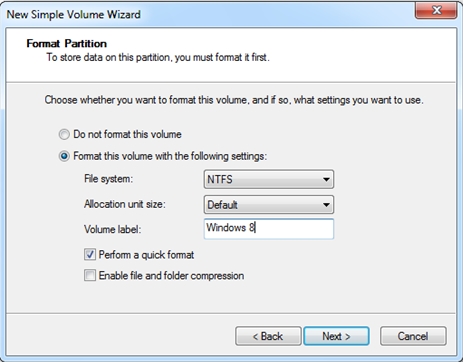 New Simple Volume Wizard
Format Partition
To store data on this partition, you must format it first.
Choose whether you want to format this volume, and if so, what settings you want to use.
Do not format this volume
Format this volume with the following settings:
File system: NTFS
Allocation unit size: Default
Volume label: Windows 8
Perform a quick format
Enable file and folder compression
< Back Next > Cancel